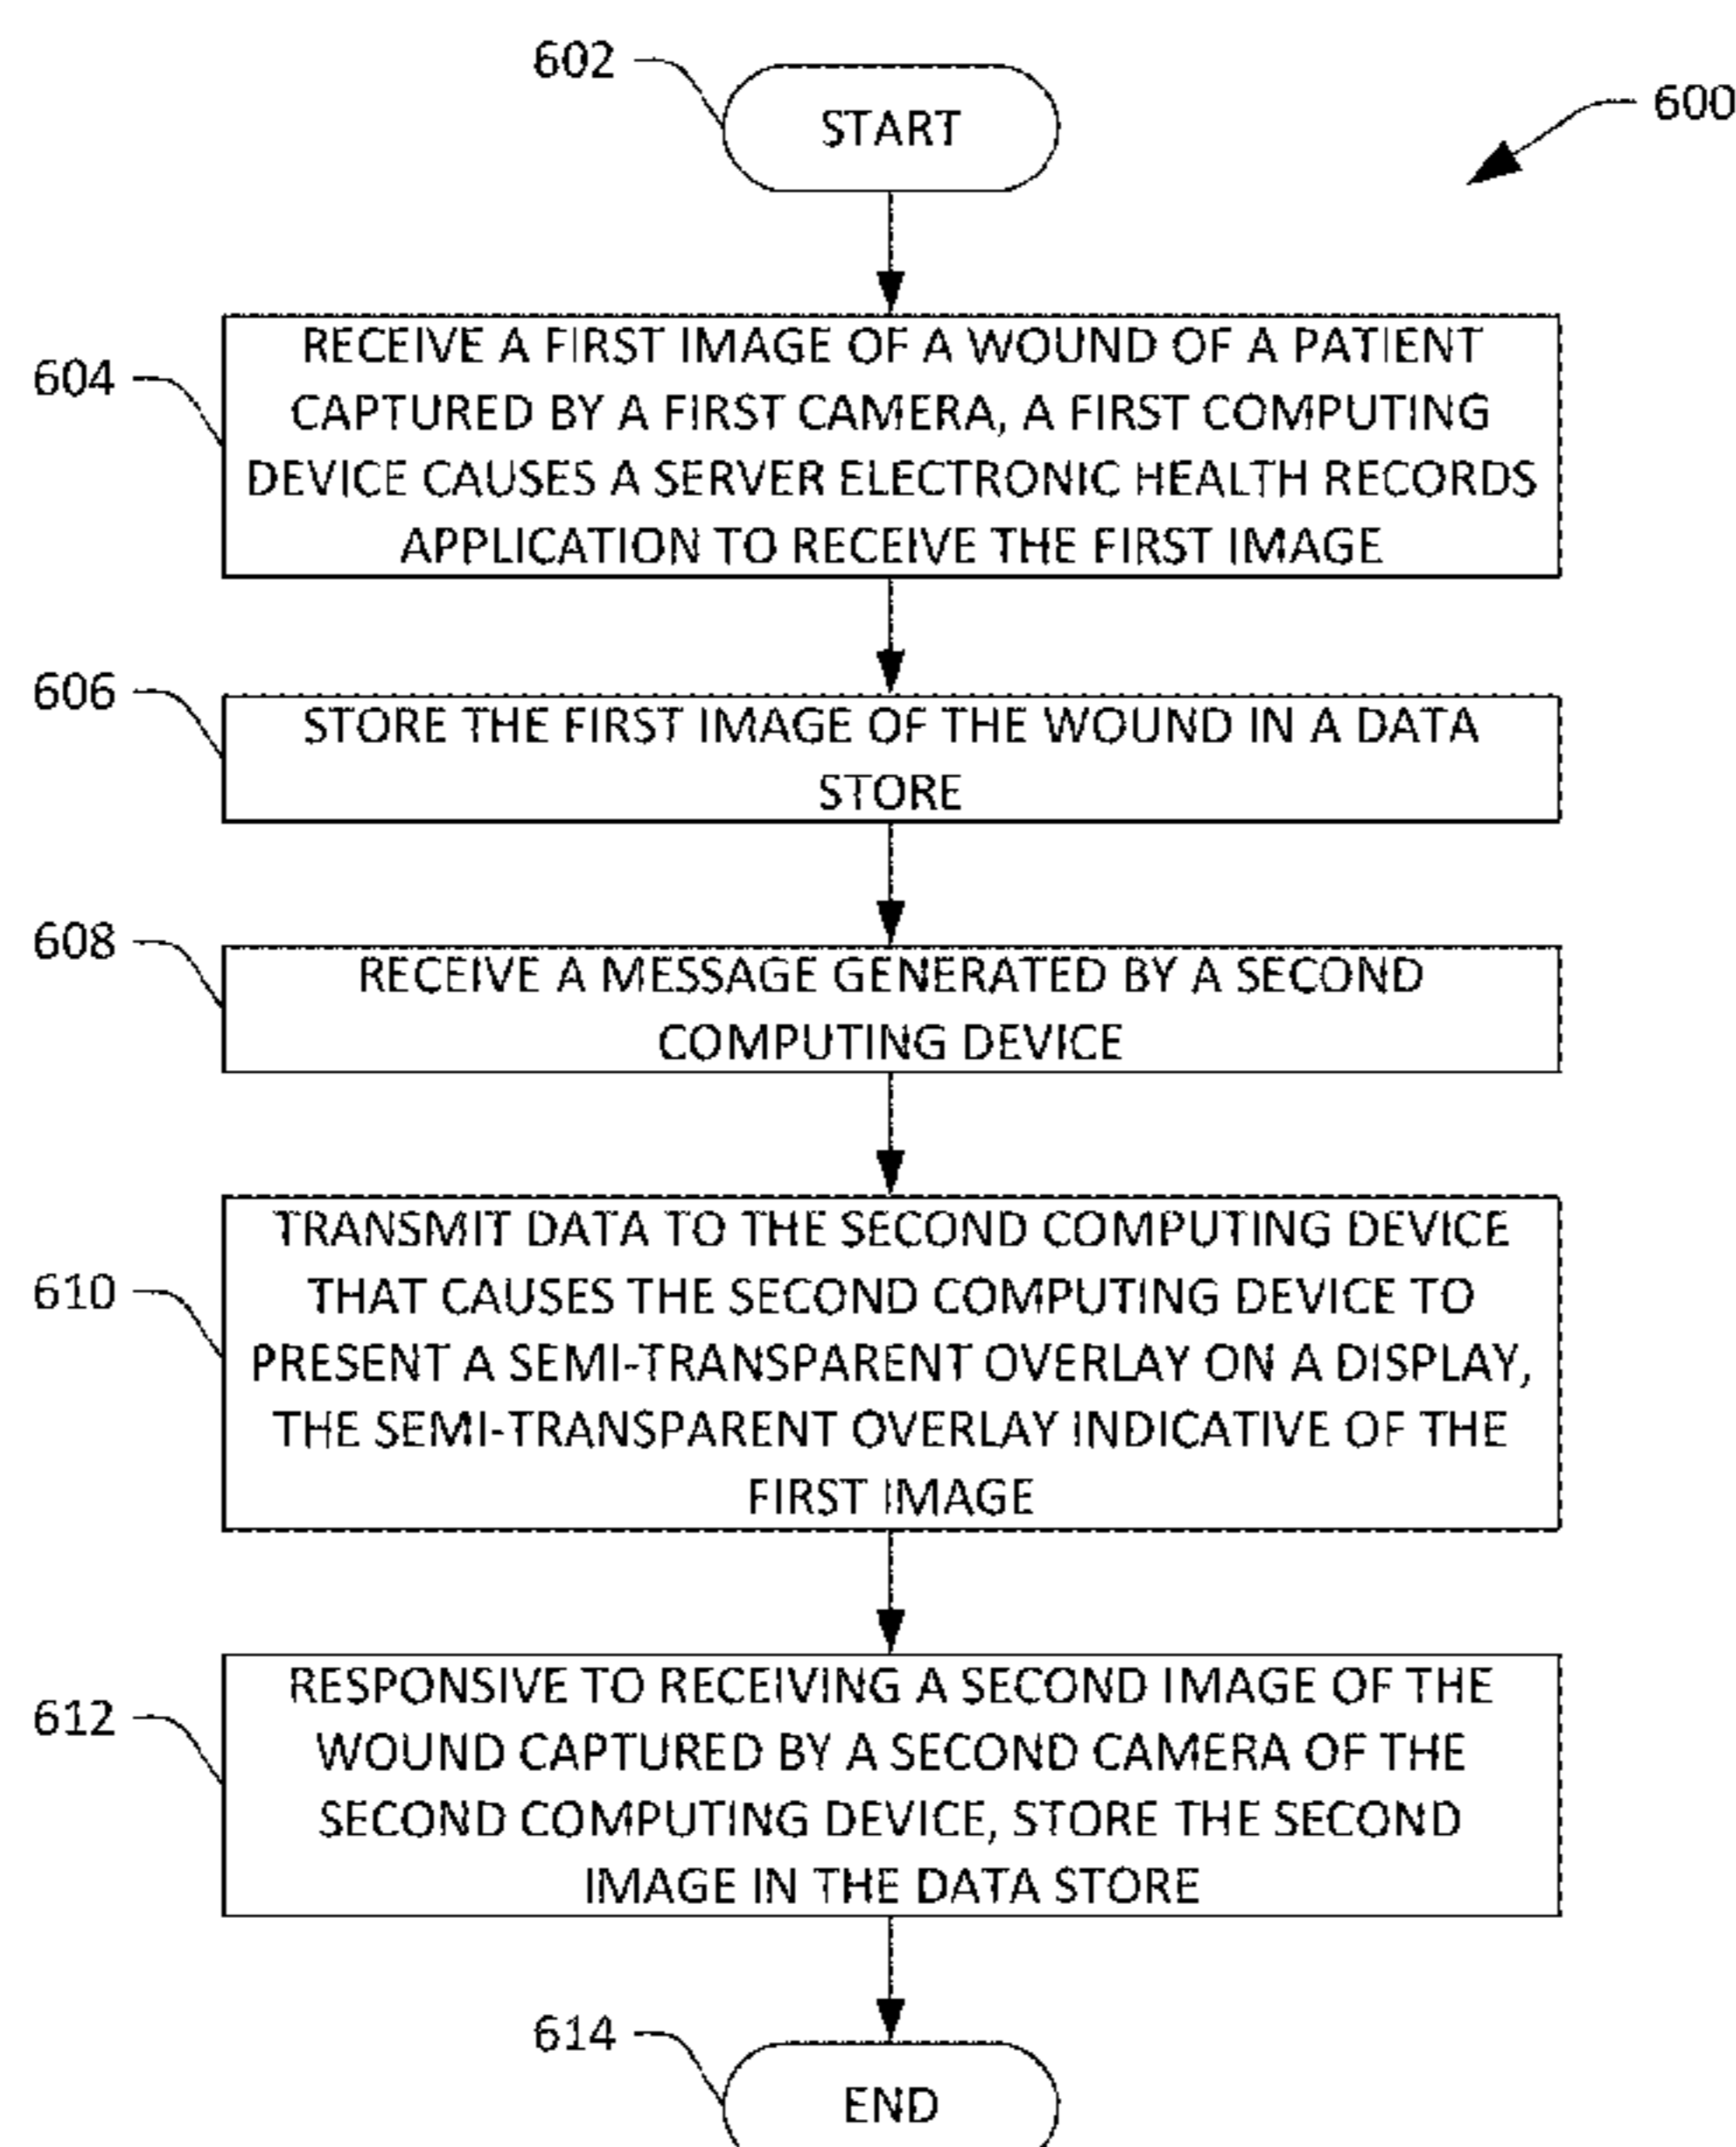 602
START
600
604
RECEIVE A FIRST IMAGE OF A WOUND OF A PATIENT
CAPTURED BY A FIRST CAMERA, A FIRST COMPUTING
DEVICE CAUSES A SERVER ELECTRONIC HEALTH RECORDS
APPLICATION TO RECEIVE THE FIRST IMAGE
606
STORE THE FIRST IMAGE OF THE WOUND IN A DATA
STORE
608
RECEIVE A MESSAGE GENERATED BY A SECOND
COMPUTING DEVICE
610
TRANSMIT DATA TO THE SECOND COMPUTING DEVICE
THAT CAUSES THE SECOND COMPUTING DEVICE TO
PRESENT A SEMI-TRANSPARENT OVERLAY ON A DISPLAY,
THE SEMI-TRANSPARENT OVERLAY INDICATIVE OF THE
FIRST IMAGE
612
RESPONSIVE TO RECEIVING A SECOND IMAGE OF THE
WOUND CAPTURED BY A SECOND CAMERA OF THE
SECOND COMPUTING DEVICE, STORE THE SECOND
IMAGE IN THE DATA STORE
614
END